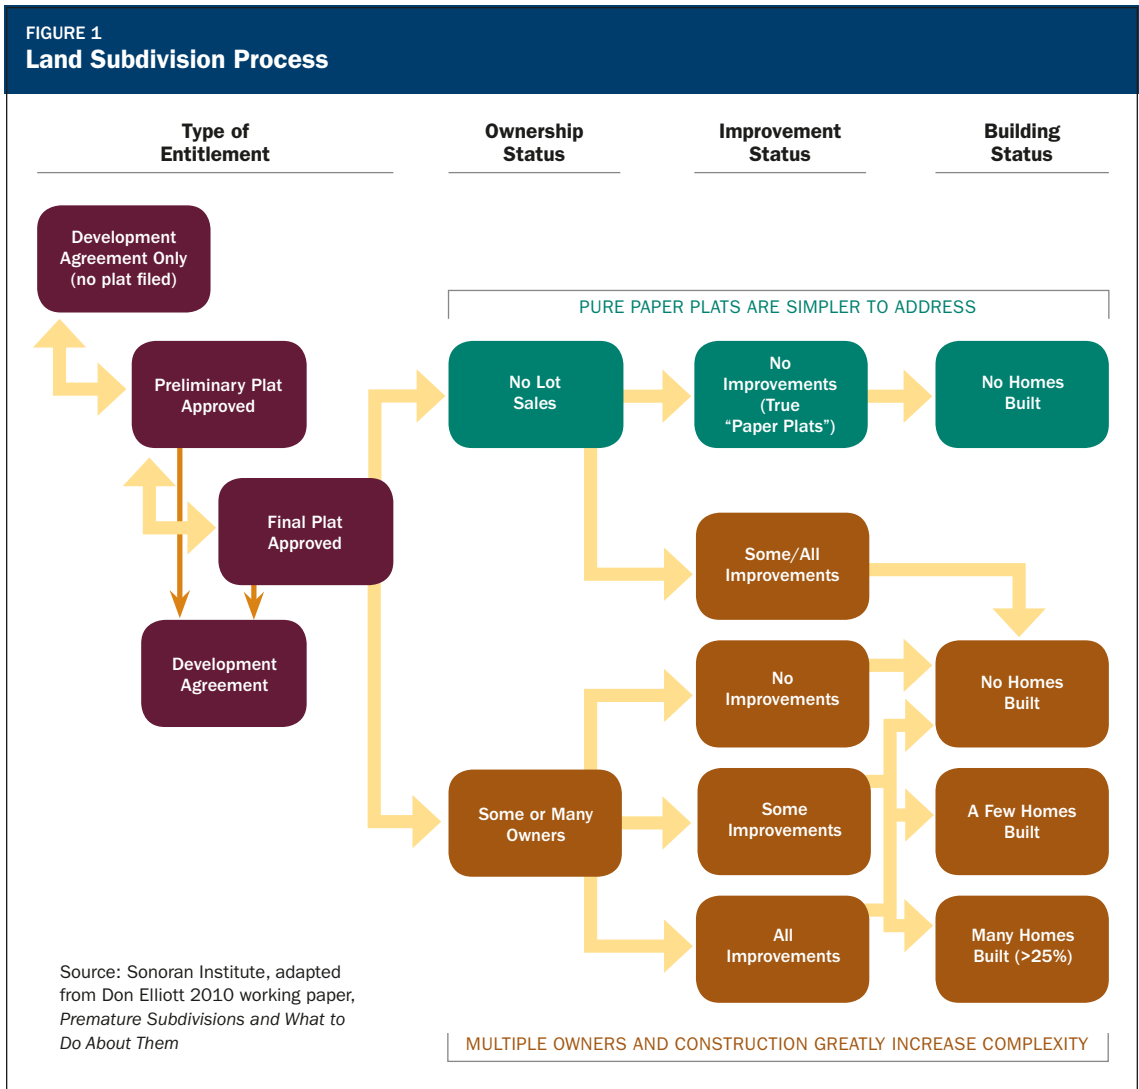 FIGURE 1
Land Subdivision Process
Type of
Entitlement
Ownership
Status
Improvement
Status
Building
Status
Development
Agreement Only
(no plat filed)
PURE PAPER PLATS ARE SIMPLER TO ADDRESS
Preliminary Plat
Approved
No Lot
Sales
No
Improvements
(True
“Paper Plats”)
No Homes
Built
Final Plat
Approved
Some/All
Improvements
Development
Agreement
No
Improvements
No Homes
Built
Some or Many
Owners
Some
Improvements
A Few Homes
Built
All
Improvements
Many Homes
Built (>25%)
Source: Sonoran Institute, adapted
from Don Elliott 2010 working paper,
Premature Subdivisions and What to
Do About Them
MULTIPLE OWNERS AND CONSTRUCTION GREATLY INCREASE COMPLEXITY